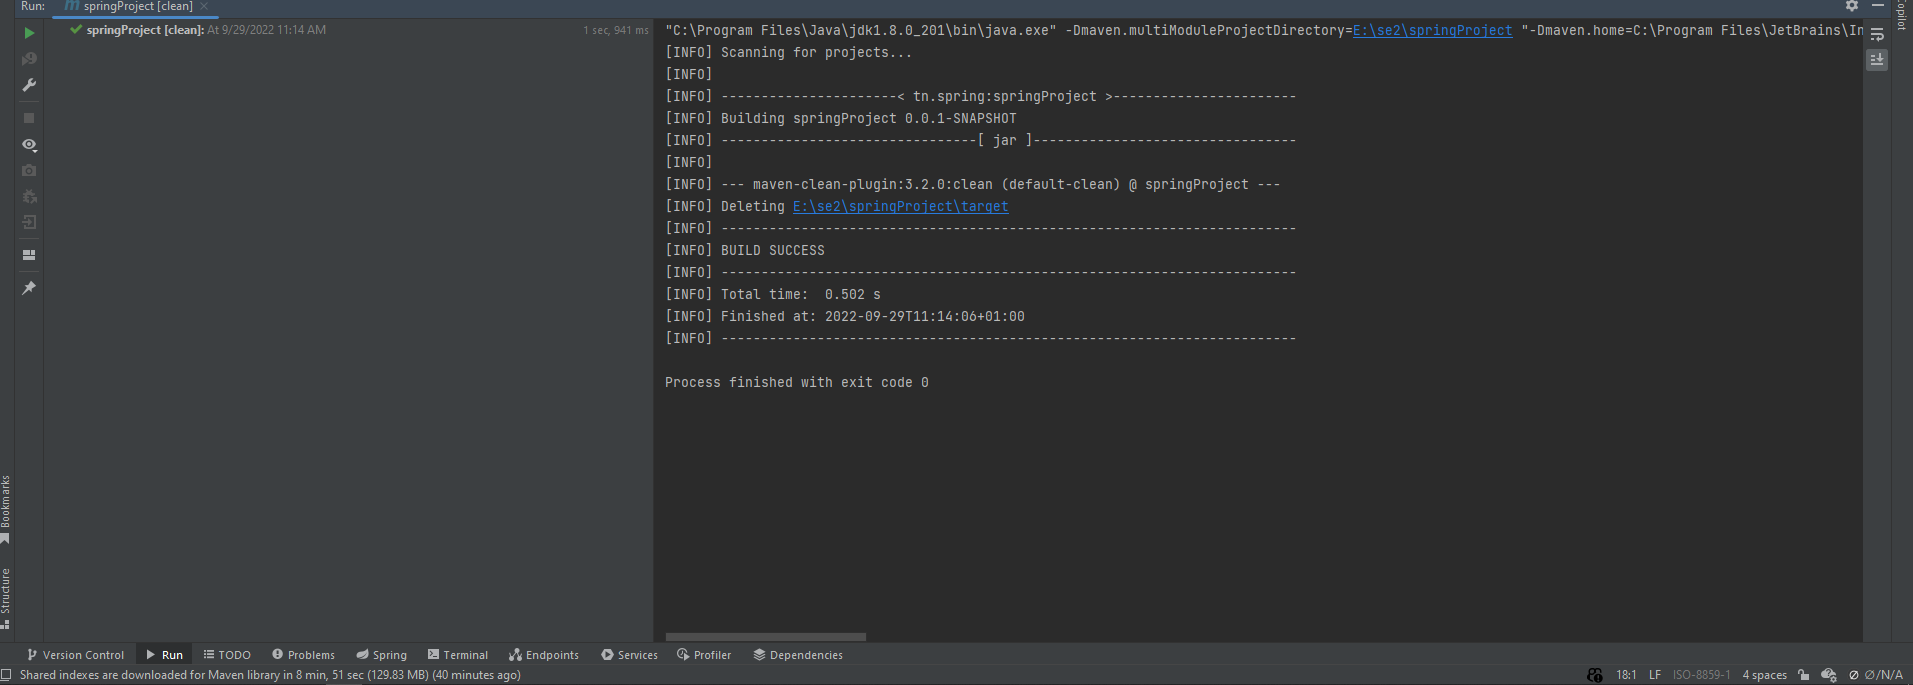 Run: m springProject [clean] ×
springProject [clean]: At 9/29/2022 11:14 AM 1 sec, 941 ms
"C:\Program Files\Java\jdk1.8.0_201\bin\java.exe" -Dmaven.multiModuleProjectDirectory=E:\se2\springProject "-Dmaven.home=C:\Program Files\JetBrains\In
[INFO] Scanning for projects...
[INFO]
[INFO] ----------------------< tn.spring:springProject >-----------------------
[INFO] Building springProject 0.0.1-SNAPSHOT
[INFO] --------------------------------[ jar ]---------------------------------
[INFO]
[INFO] --- maven-clean-plugin:3.2.0:clean (default-clean) @ springProject ---
[INFO] Deleting E:\se2\springProject\target
[INFO] ------------------------------------------------------------------------
[INFO] BUILD SUCCESS
[INFO] ------------------------------------------------------------------------
[INFO] Total time:  0.502 s
[INFO] Finished at: 2022-09-29T11:14:06+01:00
[INFO] ------------------------------------------------------------------------
Process finished with exit code 0
opilot
Bookmarks
Structure
Version Control Run TODO Problems Spring Terminal Endpoints Services Profiler Dependencies
Shared indexes are downloaded for Maven library in 8 min, 51 sec (129.83 MB) (40 minutes ago) 18:1 LF ISO-8859-1 4 spaces Ø/N/A